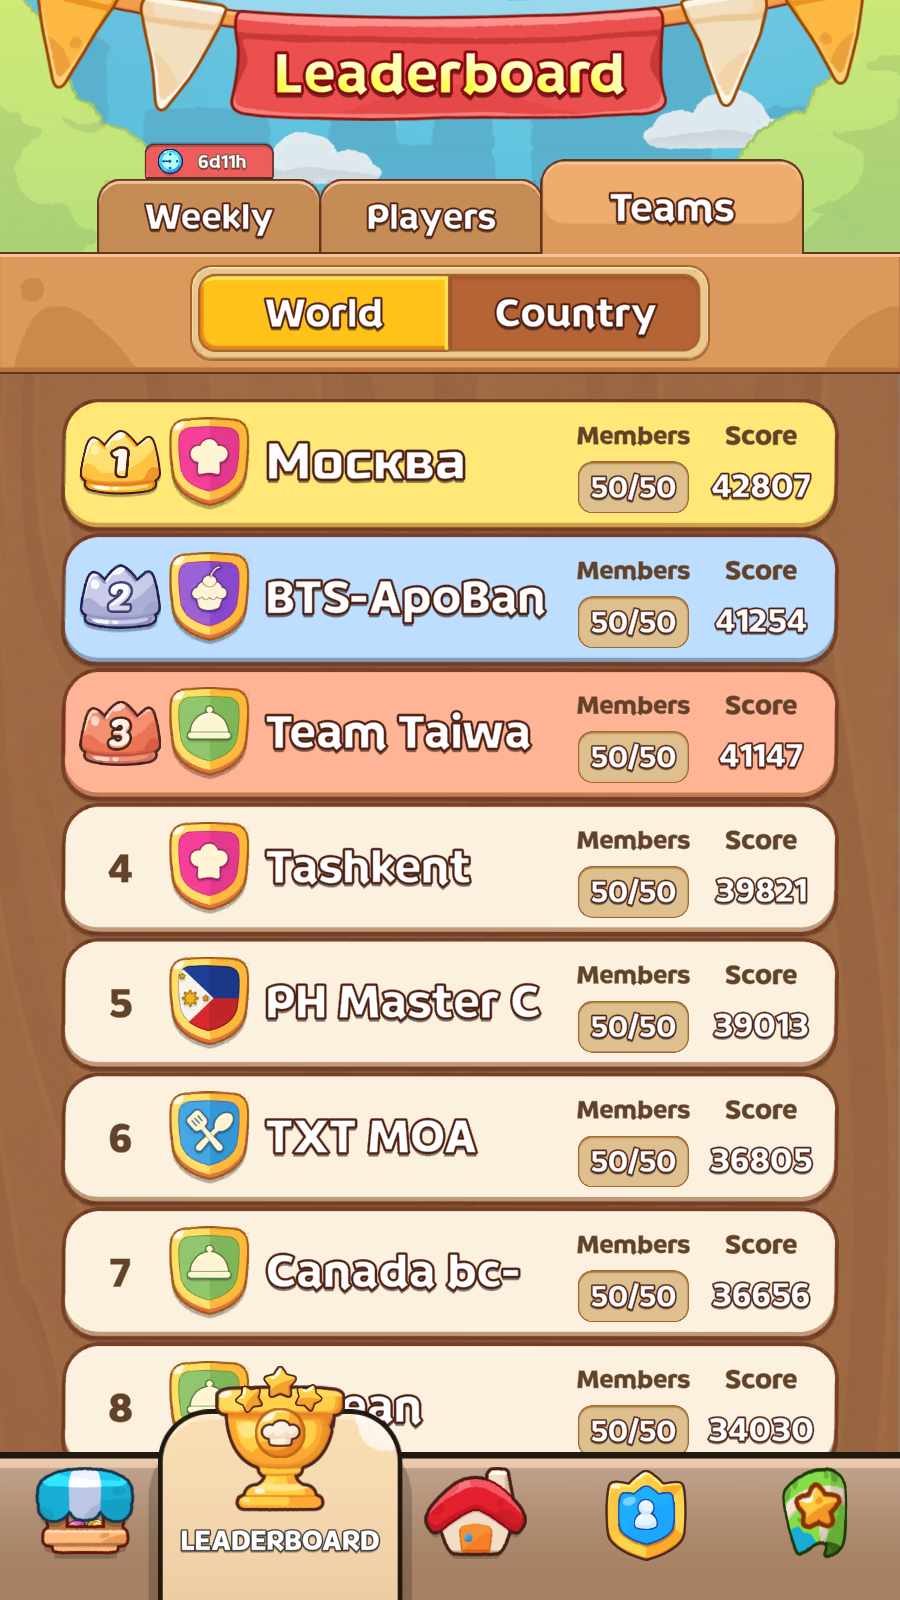 Leaderboard
6d11h
Weekly
Players
Teams
World
Country
1
Москва
Members
50/50
Score
42807
2
BTS-ApoBan
Members
50/50
Score
41254
3
Team Taiwa
Members
50/50
Score
41147
4
Tashkent
Members
50/50
Score
39821
5
PH Master C
Members
50/50
Score
39013
6
TXT MOA
Members
50/50
Score
36805
7
Canada bc-
Members
50/50
Score
36656
8
Members
50/50
Score
34030
LEADERBOARD